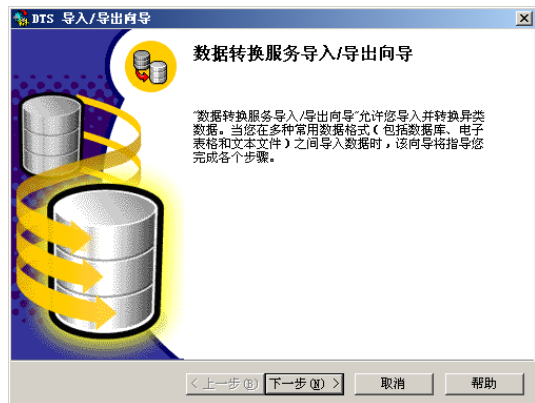 DTS 导入/导出向导
数据转换服务导入/导出向导
“数据转换服务导入/导出向导”允许您导入并转换异类
数据。当您在多种常用数据格式(包括数据库、电子
表格和文本文件)之间导入数据时,该向导将指导您
完成各个步骤。
< 上一步(B) 下一步(N) > 取消 帮助